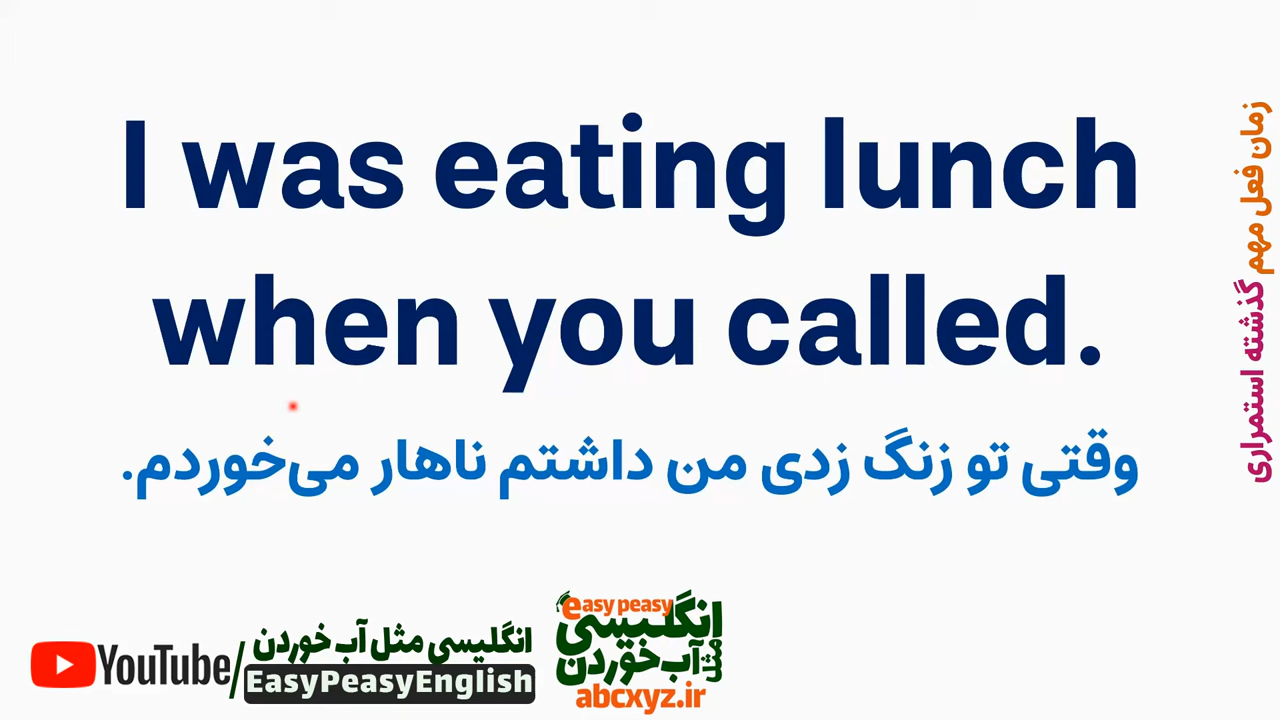 I was eating lunch
when you called.
وقتی تو زنگ زدی من داشتم ناهار می‌خوردم.
زمان فعل مهم گذشته استمراری
YouTube/انگلیسی مثل آب خوردن
EasyPeasyEnglish
easy peasy
انگلیسی
مثل آب خوردن
abcxyz.ir